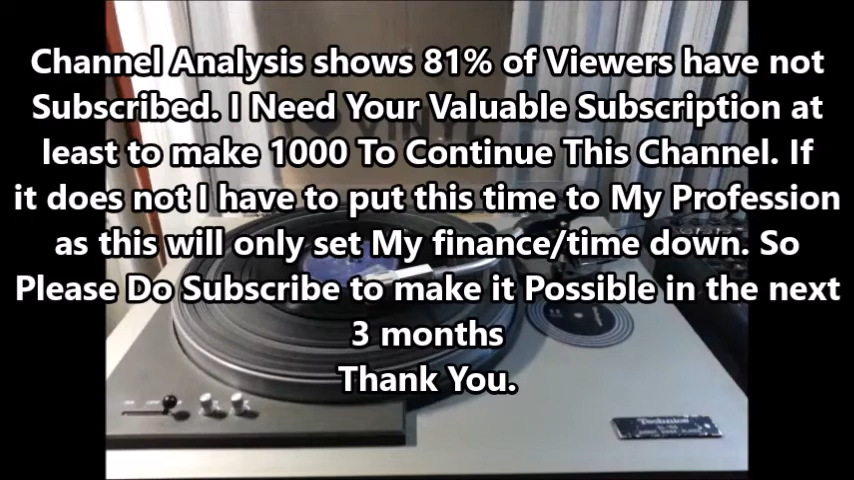 Channel Analysis shows 81% of Viewers have not
Subscribed. I Need Your Valuable Subscription at
least to make 1000 To Continue This Channel. If
it does not I have to put this time to My Profession
as this will only set My finance/time down. So
Please Do Subscribe to make it Possible in the next
3 months
Thank You.
Technics